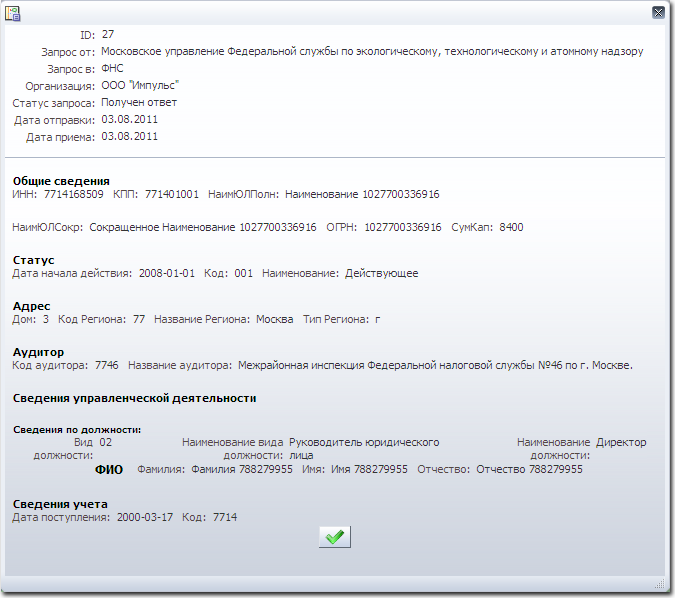 ID: 27
Запрос от: Московское управление Федеральной службы по экологическому, технологическому и атомному надзору
Запрос в: ФНС
Организация: ООО "Импульс"
Статус запроса: Получен ответ
Дата отправки: 03.08.2011
Дата приема: 03.08.2011
Общие сведения
ИНН: 7714168509 КПП: 771401001 НаимЮЛПолн: Наименование 1027700336916
НаимЮЛСокр: Сокращенное Наименование 1027700336916 ОГРН: 1027700336916 СумКап: 8400
Статус
Дата начала действия: 2008-01-01 Код: 001 Наименование: Действующее
Адрес
Дом: 3 Код Региона: 77 Название Региона: Москва Тип Региона: г
Аудитор
Код аудитора: 7746 Название аудитора: Межрайонная инспекция Федеральной налоговой службы №46 по г. Москве.
Сведения управленческой деятельности
Сведения по должности:
Вид 02 Наименование вида Руководитель юридического Наименование Директор
должности: должности: лица должности:
ФИО Фамилия: Фамилия 788279955 Имя: Имя 788279955 Отчество: Отчество 788279955
Сведения учета
Дата поступления: 2000-03-17 Код: 7714